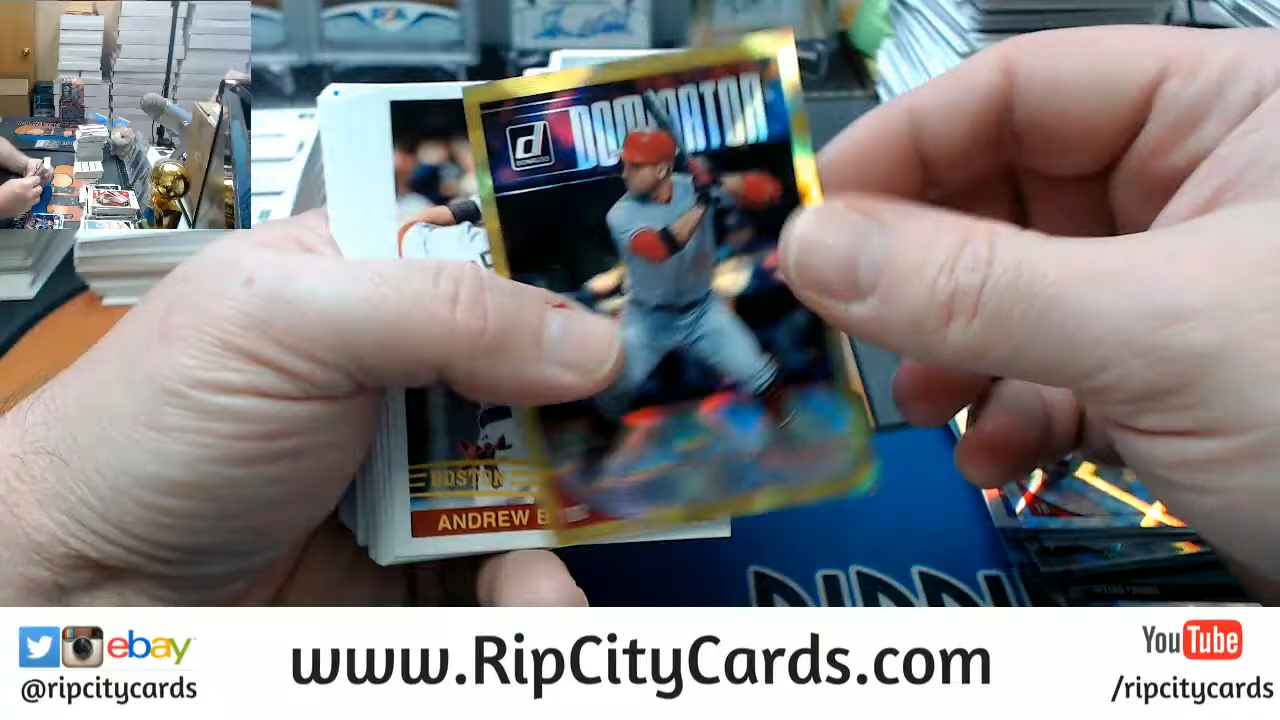 d
DONRUSS
DOMINATOR
BOSTON
ANDREW B
ebay
www.RipCityCards.com
You Tube
@ripcitycards
/ripcitycards